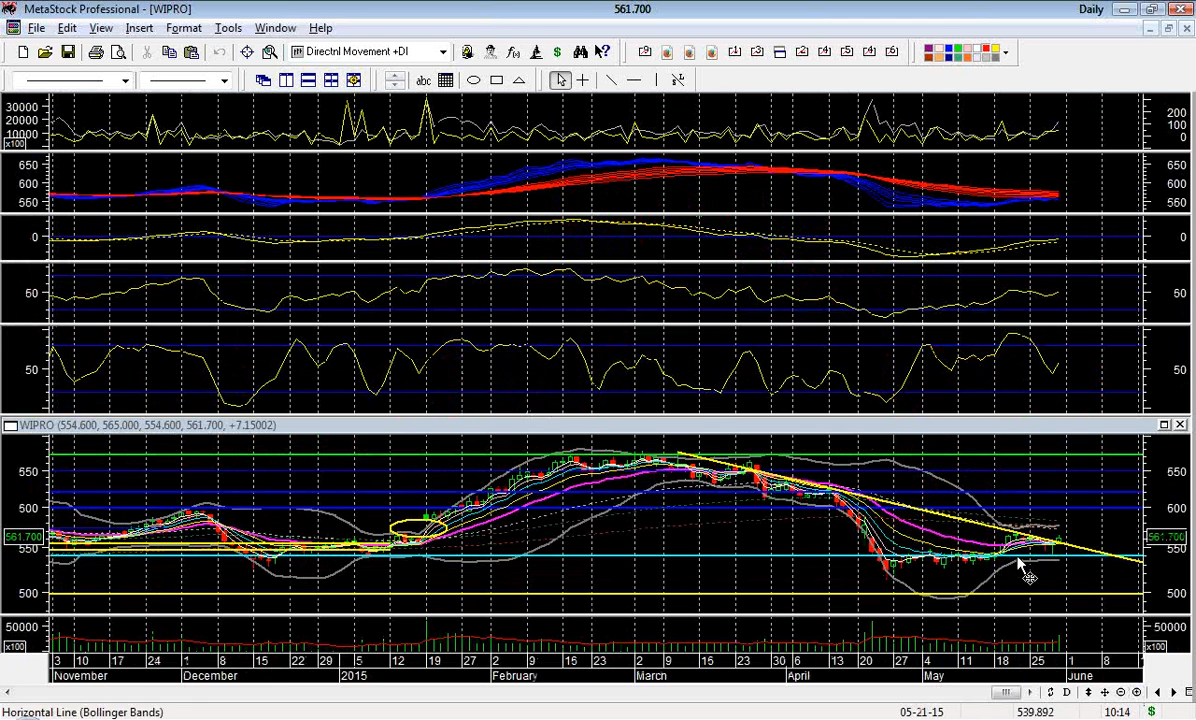 MetaStock Professional - [WIPRO] 561.700 Daily
File Edit View Insert Format Tools Window Help
Directnl Movement +DI
abc
30000 200
20000 100
10000 0
[x100]
650 650
600 600
550 560
0 0
50 50
50 50
WIPRO (554.600, 565.000, 554.600, 561.700, +7.15002)
650 650
600 600
561.700 561.700
550 550
500 500
50000 50000
[x100] x100
3 10 17 24 1 8 15 22 29 5 12 19 27 2 9 16 23 2 9 16 23 30 6 13 20 27 4 11 18 25 1 8
November December 2015 February March April May June
Horizontal Line (Bollinger Bands) 05-21-15 539.892 10:14